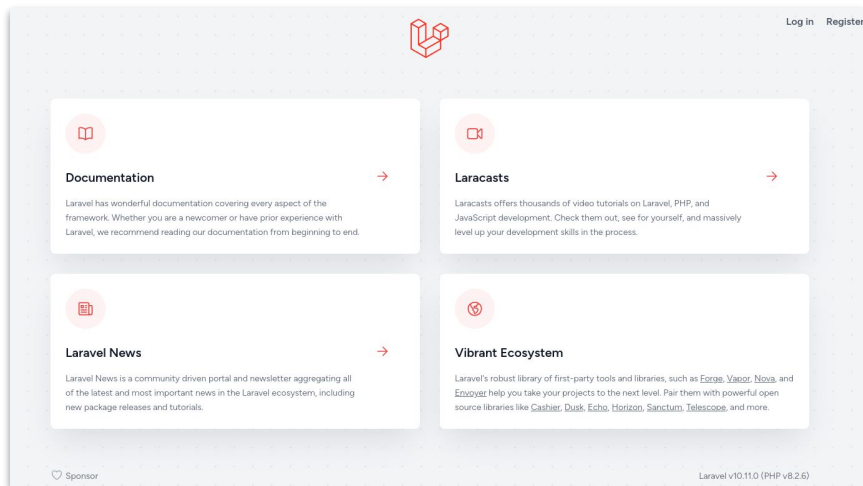 Log in Register
Documentation
Laravel has wonderful documentation covering every aspect of the
framework. Whether you are a newcomer or have prior experience with
Laravel, we recommend reading our documentation from beginning to end.
Laracasts
Laracasts offers thousands of video tutorials on Laravel, PHP, and
JavaScript development. Check them out, see for yourself, and massively
level up your development skills in the process.
Laravel News
Laravel News is a community driven portal and newsletter aggregating all
of the latest and most important news in the Laravel ecosystem, including
new package releases and tutorials.
Vibrant Ecosystem
Laravel's robust library of first-party tools and libraries, such as Forge, Vapor, Nova, and
Envoyer help you take your projects to the next level. Pair them with powerful open
source libraries like Cashier, Dusk, Echo, Horizon, Sanctum, Telescope, and more.
Sponsor
Laravel v10.11.0 (PHP v8.2.6)